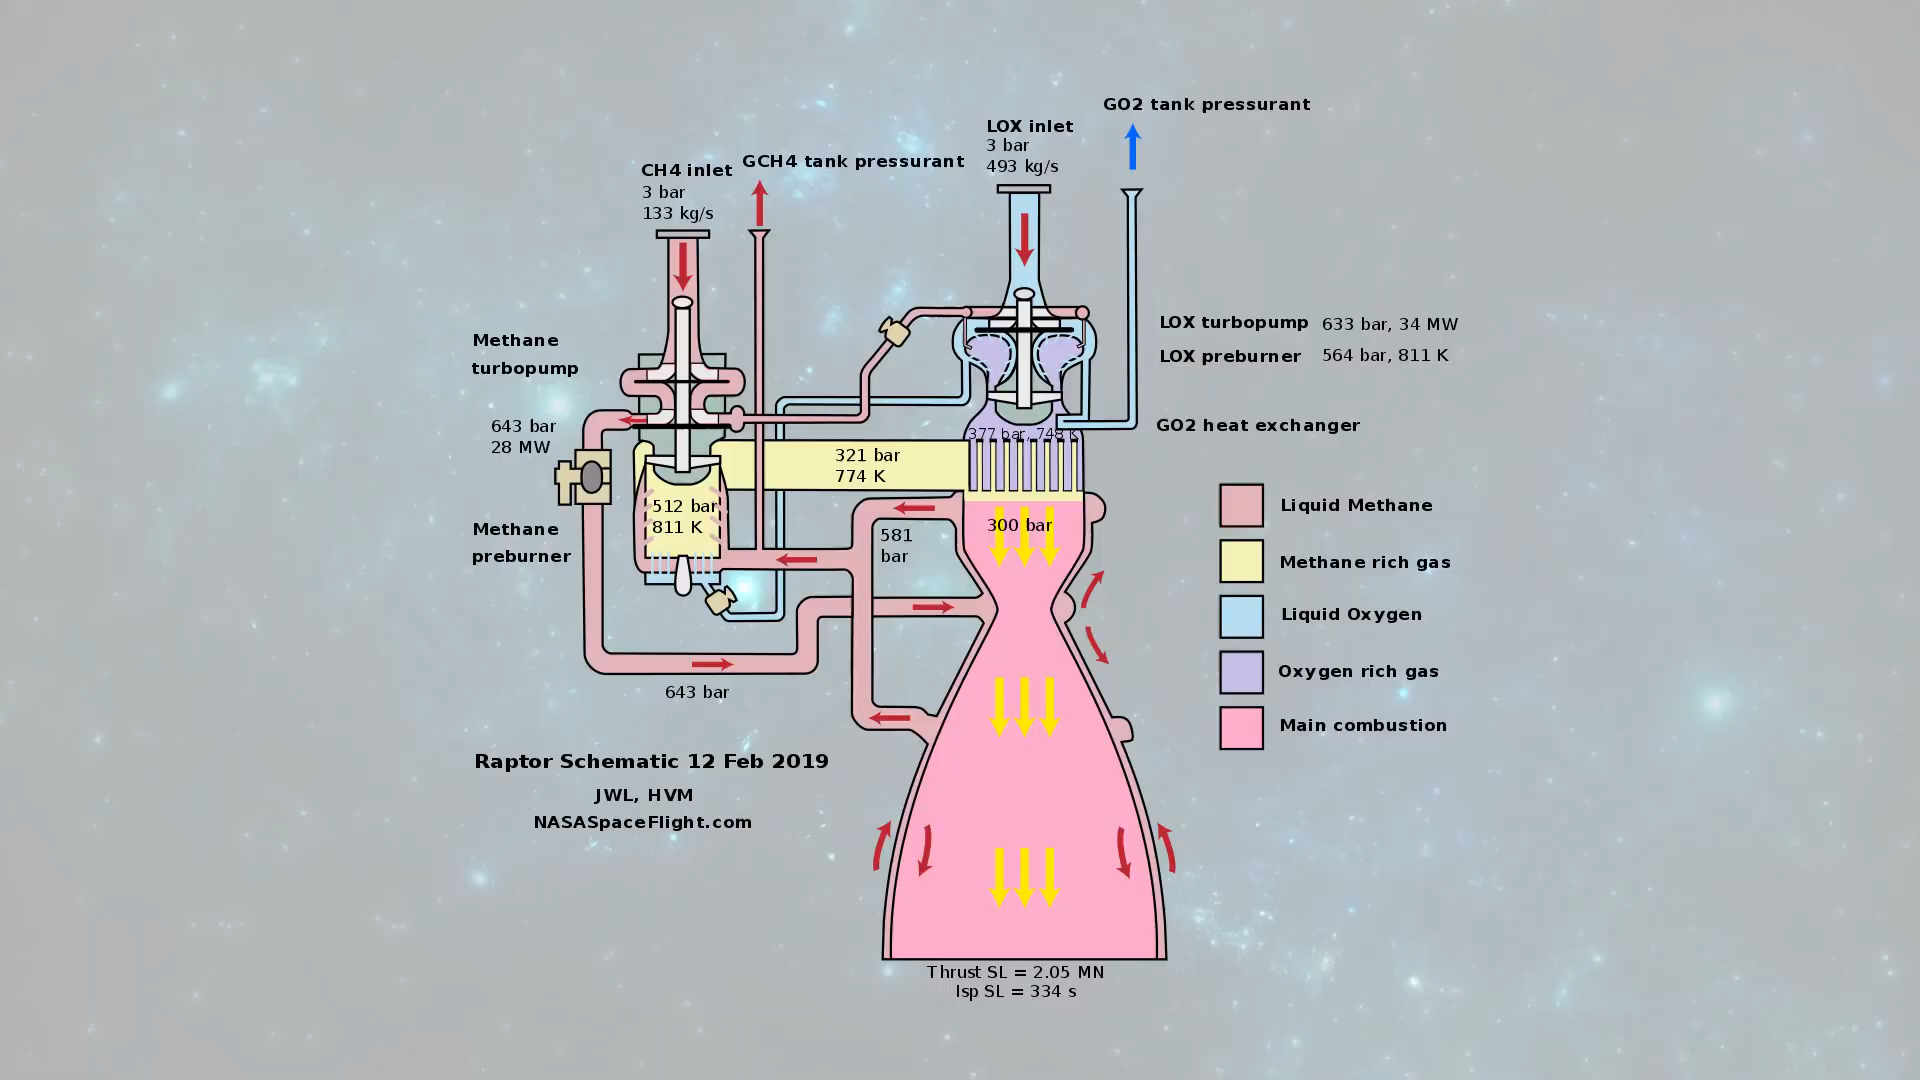 GO2 tank pressurant
LOX inlet
3 bar
493 kg/s
GCH4 tank pressurant
CH4 inlet
3 bar
133 kg/s
LOX turbopump 633 bar, 34 MW
LOX preburner 564 bar, 811 K
Methane
turbopump
643 bar
28 MW
GO2 heat exchanger
377 bar, 748 K
321 bar
774 K
512 bar
811 K
Methane
preburner
300 bar
581
bar
643 bar
Liquid Methane
Methane rich gas
Liquid Oxygen
Oxygen rich gas
Main combustion
Raptor Schematic 12 Feb 2019
JWL, HVM
NASASpaceFlight.com
Thrust SL = 2.05 MN
Isp SL = 334 s